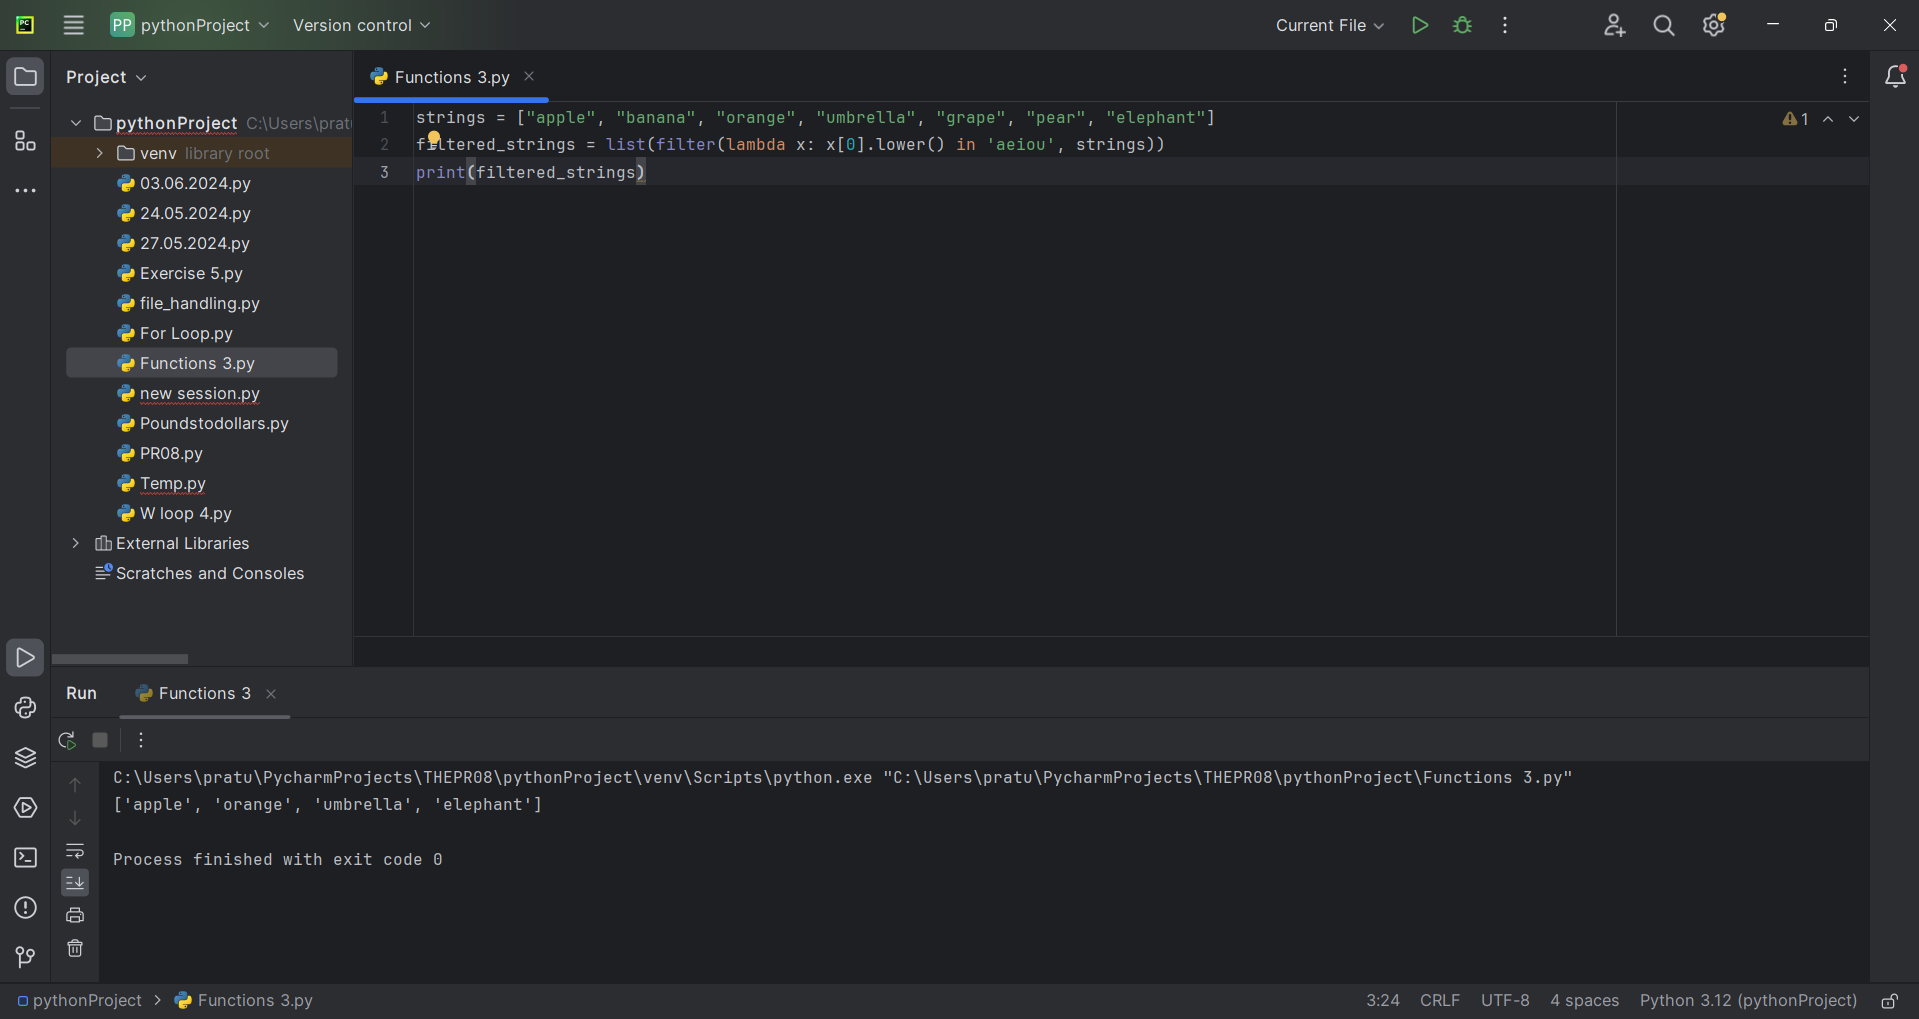 PC
PP pythonProject
Version control
Current File
Project
Functions 3.py
pythonProject C:\Users\prat
venv library root
03.06.2024.py
24.05.2024.py
27.05.2024.py
Exercise 5.py
file_handling.py
For Loop.py
Functions 3.py
new session.py
Poundstodollars.py
PR08.py
Temp.py
W loop 4.py
External Libraries
Scratches and Consoles
1 strings = ["apple", "banana", "orange", "umbrella", "grape", "pear", "elephant"]
2 filtered_strings = list(filter(lambda x: x[0].lower() in 'aeiou', strings))
3 print(filtered_strings)
1
Run
Functions 3
C:\Users\pratu\PycharmProjects\THEPR08\pythonProject\venv\Scripts\python.exe "C:\Users\pratu\PycharmProjects\THEPR08\pythonProject\Functions 3.py"
['apple', 'orange', 'umbrella', 'elephant']
Process finished with exit code 0
pythonProject > Functions 3.py
3:24 CRLF UTF-8 4 spaces Python 3.12 (pythonProject)